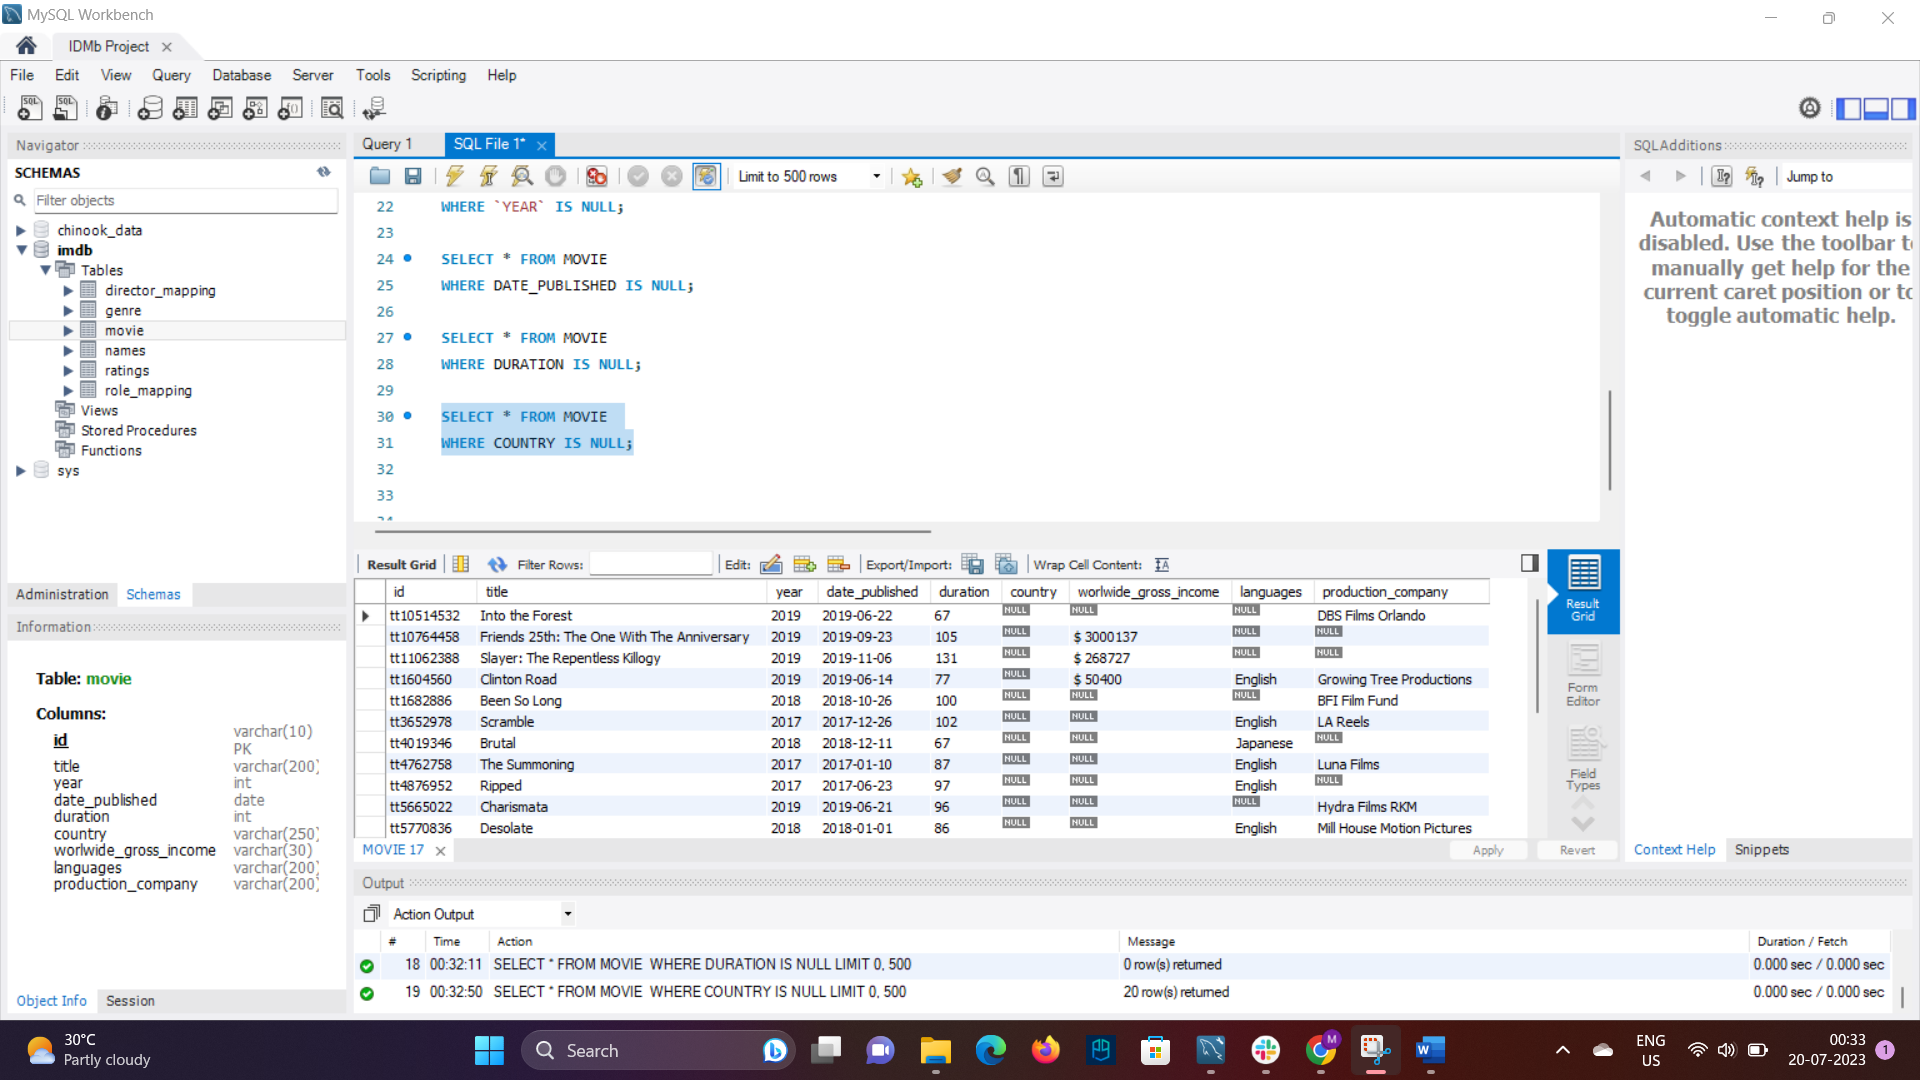 MySQL Workbench
IDMb Project
File Edit View Query Database Server Tools Scripting Help
Navigator
SCHEMAS
Filter objects
chinook_data
imdb
Tables
director_mapping
genre
movie
names
ratings
role_mapping
Views
Stored Procedures
Functions
sys
Administration Schemas
Information
Table: movie
Columns:
id varchar(10)
PK
title varchar(200)
year int
date_published date
duration int
country varchar(250)
worlwide_gross_income varchar(30)
languages varchar(200)
production_company varchar(200)
Object Info Session
Query 1 SQL File 1*
Limit to 500 rows
22 WHERE `YEAR` IS NULL;
23
24 SELECT * FROM MOVIE
25 WHERE DATE_PUBLISHED IS NULL;
26
27 SELECT * FROM MOVIE
28 WHERE DURATION IS NULL;
29
30 SELECT * FROM MOVIE
31 WHERE COUNTRY IS NULL;
32
33
Result Grid Filter Rows: Edit: Export/Import: Wrap Cell Content:
id title year date_published duration country worlwide_gross_income languages production_company
tt10514532 Into the Forest 2019 2019-06-22 67 NULL NULL NULL DBS Films Orlando
tt10764458 Friends 25th: The One With The Anniversary 2019 2019-09-23 105 NULL $ 3000137 NULL NULL
tt11062388 Slayer: The Repentless Killogy 2019 2019-11-06 131 NULL $ 268727 NULL NULL
tt1604560 Clinton Road 2019 2019-06-14 77 NULL $ 50400 English Growing Tree Productions
tt1682886 Been So Long 2018 2018-10-26 100 NULL NULL NULL BFI Film Fund
tt3652978 Scramble 2017 2017-12-26 102 NULL NULL English LA Reels
tt4019346 Brutal 2018 2018-12-11 67 NULL NULL Japanese NULL
tt4762758 The Summoning 2017 2017-01-10 87 NULL NULL English Luna Films
tt4876952 Ripped 2017 2017-06-23 97 NULL NULL English NULL
tt5665022 Charismata 2019 2019-06-21 96 NULL NULL NULL Hydra Films RKM
tt5770836 Desolate 2018 2018-01-01 86 NULL NULL English Mill House Motion Pictures
Result
Grid
Form
Editor
Field
Types
MOVIE 17
Apply Revert
Output
Action Output
# Time Action Message Duration / Fetch
18 00:32:11 SELECT * FROM MOVIE WHERE DURATION IS NULL LIMIT 0, 500 0 row(s) returned 0.000 sec / 0.000 sec
19 00:32:50 SELECT * FROM MOVIE WHERE COUNTRY IS NULL LIMIT 0, 500 20 row(s) returned 0.000 sec / 0.000 sec
SQLAdditions
Jump to
Automatic context help is
disabled. Use the toolbar to
manually get help for the
current caret position or to
toggle automatic help.
Context Help Snippets
30°C
Partly cloudy
Search
M
ENG
US
00:33
20-07-2023
1